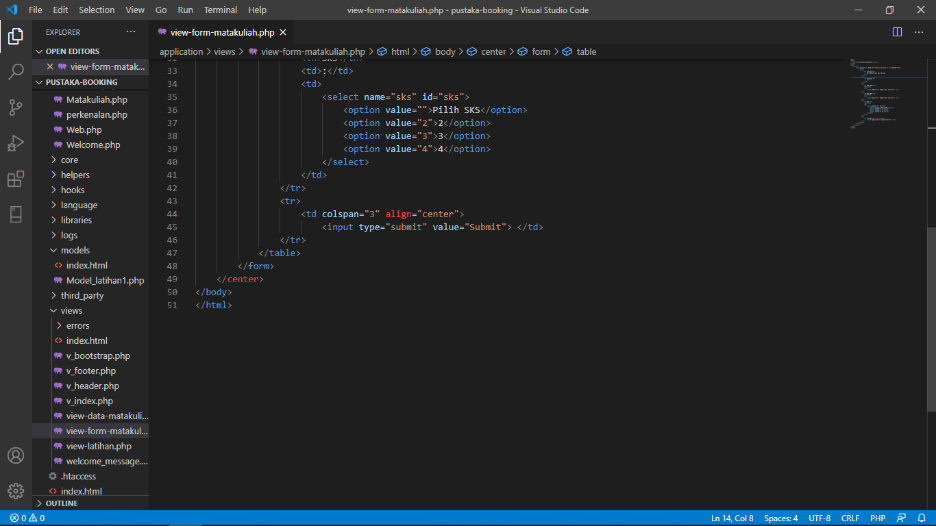 File Edit Selection View Go Run Terminal Help
view-form-matakuliah.php - pustaka-booking - Visual Studio Code
EXPLORER
OPEN EDITORS
view-form-matak...
PUSTAKA-BOOKING
Matakuliah.php
perkenalan.php
Web.php
Welcome.php
core
helpers
hooks
language
libraries
logs
models
index.html
Model_latihan1.php
third_party
views
errors
index.html
v_bootstrap.php
v_footer.php
v_header.php
v_index.php
view-data-matakuli...
view-form-matakul...
view-latihan.php
welcome_message....
.htaccess
index.html
OUTLINE
view-form-matakuliah.php
application > views > view-form-matakuliah.php > html > body > center > form > table
33 <td>:</td>
34 <td>
35 <select name="sks" id="sks">
36 <option value="">Pilih SKS</option>
37 <option value="2">2</option>
38 <option value="3">3</option>
39 <option value="4">4</option>
40 </select>
41 </td>
42 </tr>
43 <tr>
44 <td colspan="3" align="center">
45 <input type="submit" value="Submit"> </td>
46 </tr>
47 </table>
48 </form>
49 </center>
50 </body>
51 </html>
0 0
Ln 14, Col 8 Spaces: 4 UTF-8 CRLF PHP